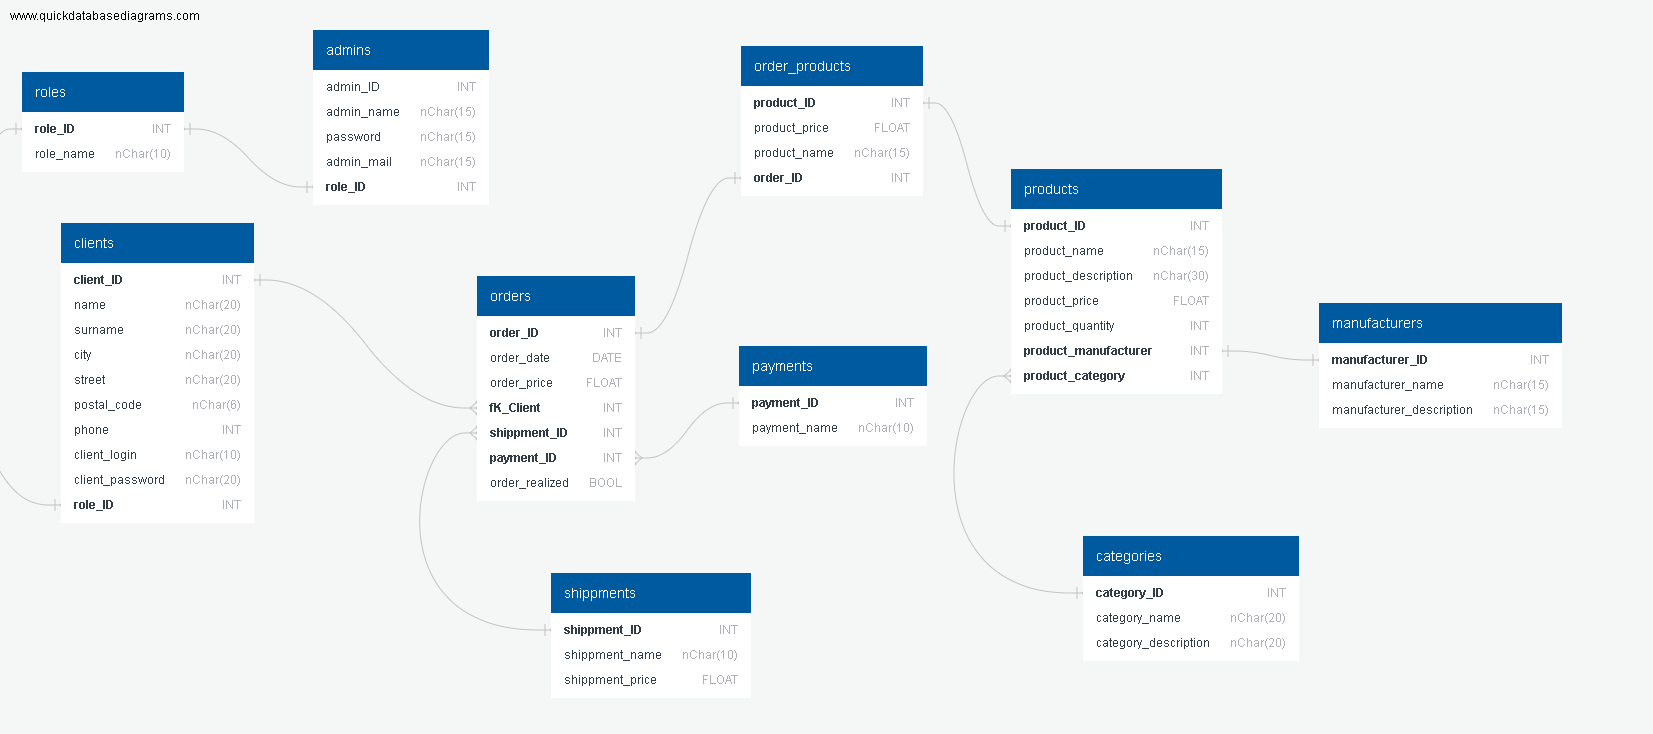 www.quickdatabasediagrams.com
roles
role_ID INT
role_name nChar(10)
admins
admin_ID INT
admin_name nChar(15)
password nChar(15)
admin_mail nChar(15)
role_ID INT
clients
client_ID INT
name nChar(20)
surname nChar(20)
city nChar(20)
street nChar(20)
postal_code nChar(6)
phone INT
client_login nChar(10)
client_password nChar(20)
role_ID INT
orders
order_ID INT
order_date DATE
order_price FLOAT
fK_Client INT
shippment_ID INT
payment_ID INT
order_realized BOOL
shippments
shippment_ID INT
shippment_name nChar(10)
shippment_price FLOAT
order_products
product_ID INT
product_price FLOAT
product_name nChar(15)
order_ID INT
payments
payment_ID INT
payment_name nChar(10)
products
product_ID INT
product_name nChar(15)
product_description nChar(30)
product_price FLOAT
product_quantity INT
product_manufacturer INT
product_category INT
manufacturers
manufacturer_ID INT
manufacturer_name nChar(15)
manufacturer_description nChar(15)
categories
category_ID INT
category_name nChar(20)
category_description nChar(20)